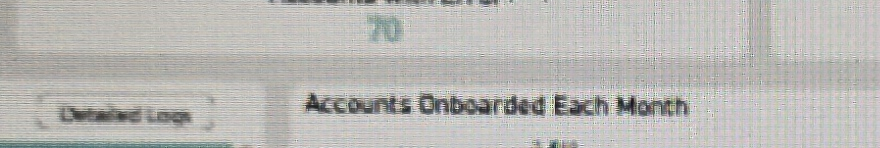 70
Detailed Logs
Accounts Onboarded Each Month